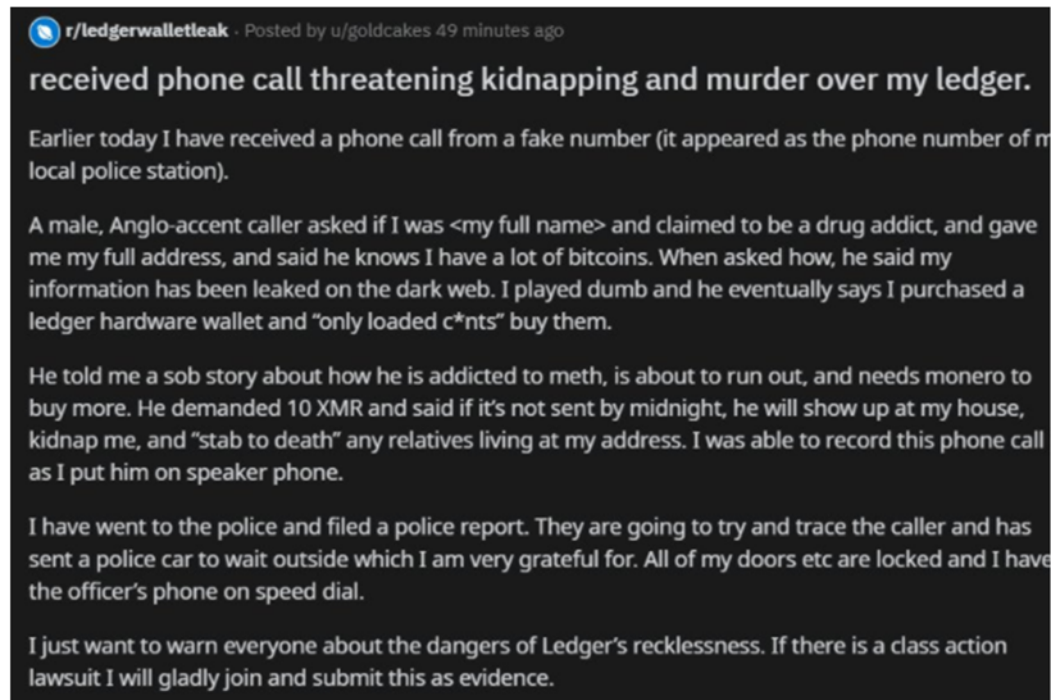 r/ledgerwalletleak · Posted by u/goldcakes 49 minutes ago
received phone call threatening kidnapping and murder over my ledger.
Earlier today I have received a phone call from a fake number (it appeared as the phone number of
local police station).
A male, Anglo-accent caller asked if I was <my full name> and claimed to be a drug addict, and gave
me my full address, and said he knows I have a lot of bitcoins. When asked how, he said my
information has been leaked on the dark web. I played dumb and he eventually says I purchased a
ledger hardware wallet and “only loaded c*nts” buy them.
He told me a sob story about how he is addicted to meth, is about to run out, and needs monero to
buy more. He demanded 10 XMR and said if it’s not sent by midnight, he will show up at my house,
kidnap me, and “stab to death” any relatives living at my address. I was able to record this phone call
as I put him on speaker phone.
I have went to the police and filed a police report. They are going to try and trace the caller and has
sent a police car to wait outside which I am very grateful for. All of my doors etc are locked and I have
the officer’s phone on speed dial.
I just want to warn everyone about the dangers of Ledger’s recklessness. If there is a class action
lawsuit I will gladly join and submit this as evidence.